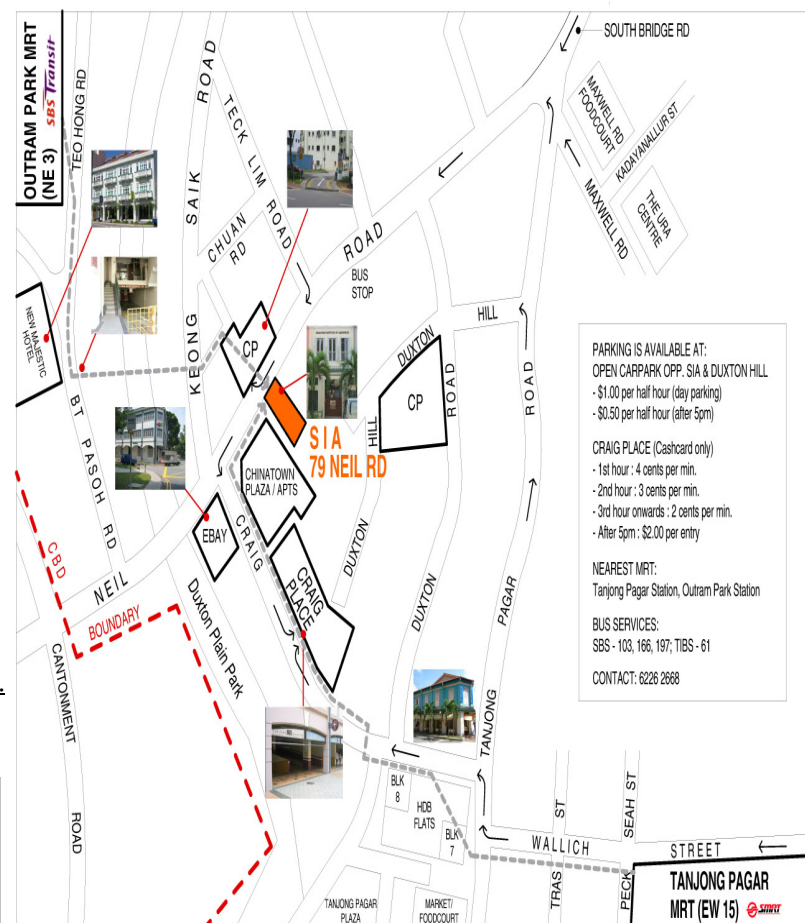 OUTRAM PARK MRT
(NE 3)
SBS Transit
TEO HONG RD
SAIK
ROAD
KEONG
TECK LIM ROAD
CHUAN
RD
ROAD
BUS
STOP
SOUTH BRIDGE RD
MAXWELL RD
FOODCOURT
KADAYANALLUR ST
THE URA
CENTRE
MAXWELL RD
NEW MAJESTIC
HOTEL
CP
DUXTON
HILL
HILL
CP
ROAD
ROAD
SIA
79 NEIL RD
BT PASOH RD
CHINATOWN
PLAZA / APTS
EBAY
CRAIG
CRAIG
PLACE
DUXTON
DUXTON
PAGAR
TANJONG
CBD
BOUNDARY
NEIL
Duxton Plain Park
CANTONMENT
ROAD
PARKING IS AVAILABLE AT:
OPEN CARPARK OPP. SIA & DUXTON HILL
- $1.00 per half hour (day parking)
- $0.50 per half hour (after 5pm)
CRAIG PLACE (Cashcard only)
- 1st hour : 4 cents per min.
- 2nd hour : 3 cents per min.
- 3rd hour onwards : 2 cents per min.
- After 5pm : $2.00 per entry
NEAREST MRT:
Tanjong Pagar Station, Outram Park Station
BUS SERVICES:
SBS - 103, 166, 197; TIBS - 61
CONTACT: 6226 2668
BLK
8
HDB
FLATS
BLK
7
TANJONG PAGAR
PLAZA
MARKET/
FOODCOURT
TRAS ST
PECK SEAH ST
WALLICH STREET
TANJONG PAGAR
MRT (EW 15) SMRT